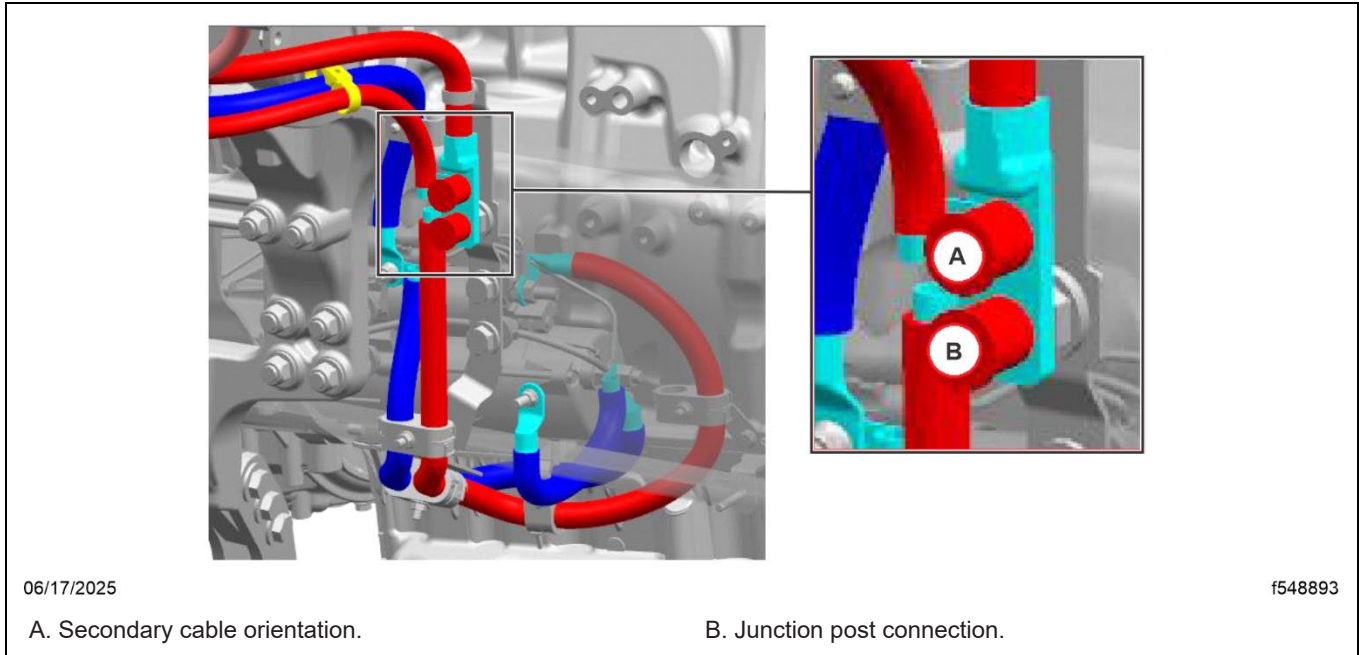 A
B
06/17/2025 f548893
A. Secondary cable orientation. B. Junction post connection.